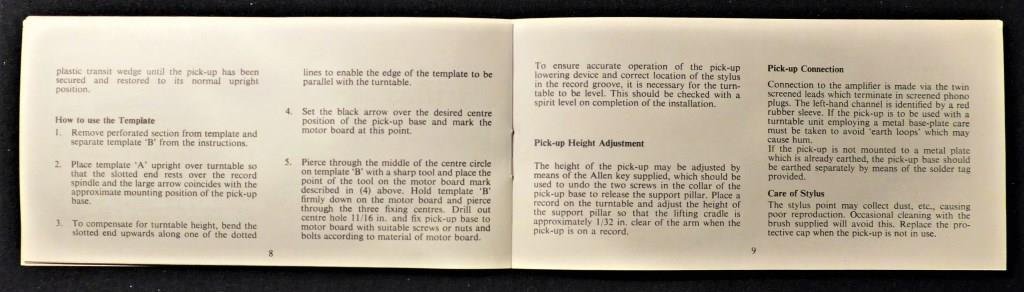 plastic transit wedge until the pick-up has been
secured and restored to its normal upright
position.
How to use the Template
1. Remove perforated section from template and
separate template 'B' from the instructions.
2. Place template 'A' upright over turntable so
that the slotted end rests over the record
spindle and the large arrow coincides with the
approximate mounting position of the pick-up
base.
3. To compensate for turntable height, bend the
slotted end upwards along one of the dotted
lines to enable the edge of the template to be
parallel with the turntable.
4. Set the black arrow over the desired centre
position of the pick-up base and mark the
motor board at this point.
5. Pierce through the middle of the centre circle
on template 'B' with a sharp tool and place the
point of the tool on the motor board mark
described in (4) above. Hold template 'B'
firmly down on the motor board and pierce
through the three fixing centres. Drill out
centre hole 11/16 in. and fix pick-up base to
motor board with suitable screws or nuts and
bolts according to material of motor board.
8
To ensure accurate operation of the pick-up
lowering device and correct location of the stylus
in the record groove, it is necessary for the turn-
table to be level. This should be checked with a
spirit level on completion of the installation.
Pick-up Height Adjustment
The height of the pick-up may be adjusted by
means of the Allen key supplied, which should be
used to undo the two screws in the collar of the
pick-up base to release the support pillar. Place a
record on the turntable and adjust the height of
the support pillar so that the lifting cradle is
approximately 1/32 in. clear of the arm when the
pick-up is on a record.
9
Pick-up Connection
Connection to the amplifier is made via the twin
screened leads which terminate in screened phono
plugs. The left-hand channel is identified by a red
rubber sleeve. If the pick-up is to be used with a
turntable unit employing a metal base-plate care
must be taken to avoid 'earth loops' which may
cause hum.
If the pick-up is not mounted to a metal plate
which is already earthed, the pick-up base should
be earthed separately by means of the solder tag
provided.
Care of Stylus
The stylus point may collect dust, etc., causing
poor reproduction. Occasional cleaning with the
brush supplied will avoid this. Replace the pro-
tective cap when the pick-up is not in use.